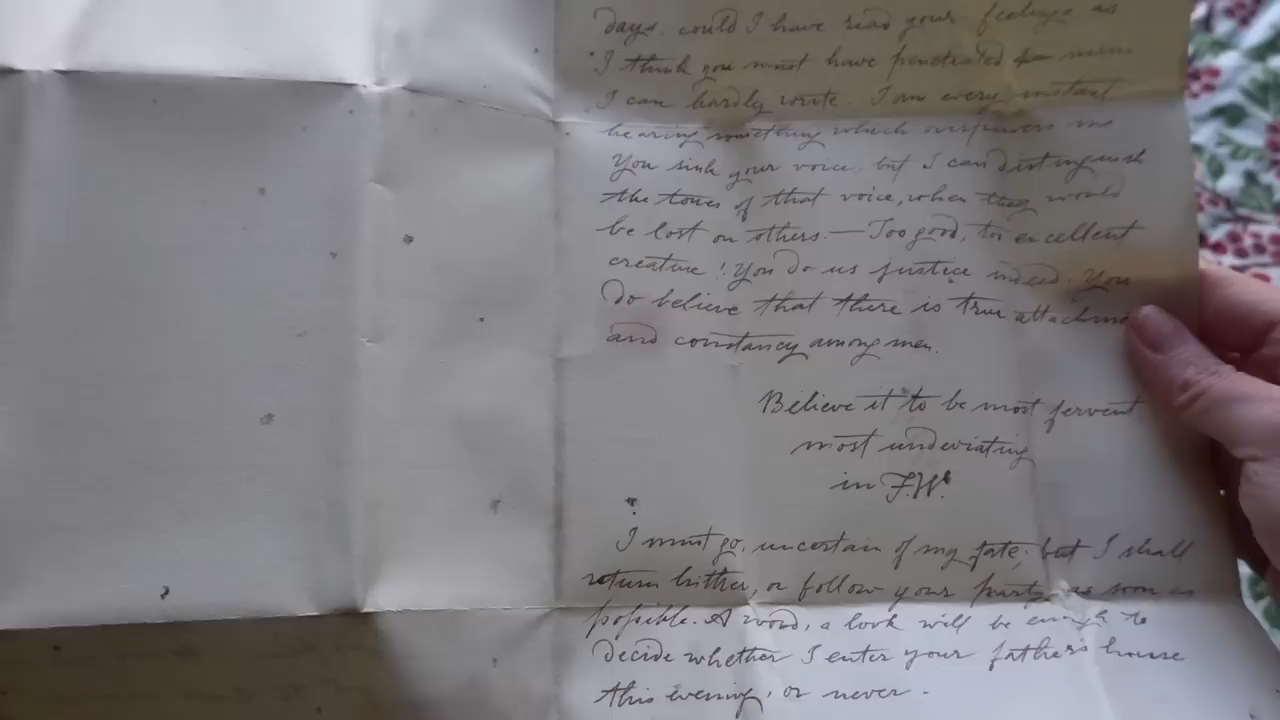 days, could I have read your feelings as
I think you must have penetrated mine
I can hardly write. I am every instant
hearing something which overpowers me
You sink your voice, but I can distinguish
the tones of that voice, when they would
be lost on others. — Too good, too excellent
creature! You do us justice indeed. You
do believe that there is true attachme
and constancy among men.
Believe it to be most fervent
most undeviating
in F.W.
I must go, uncertain of my fate; but I shall
return hither, or follow your party, as soon as
poſsible. A word, a look will be enough to
decide whether I enter your father's house
this evening, or never.